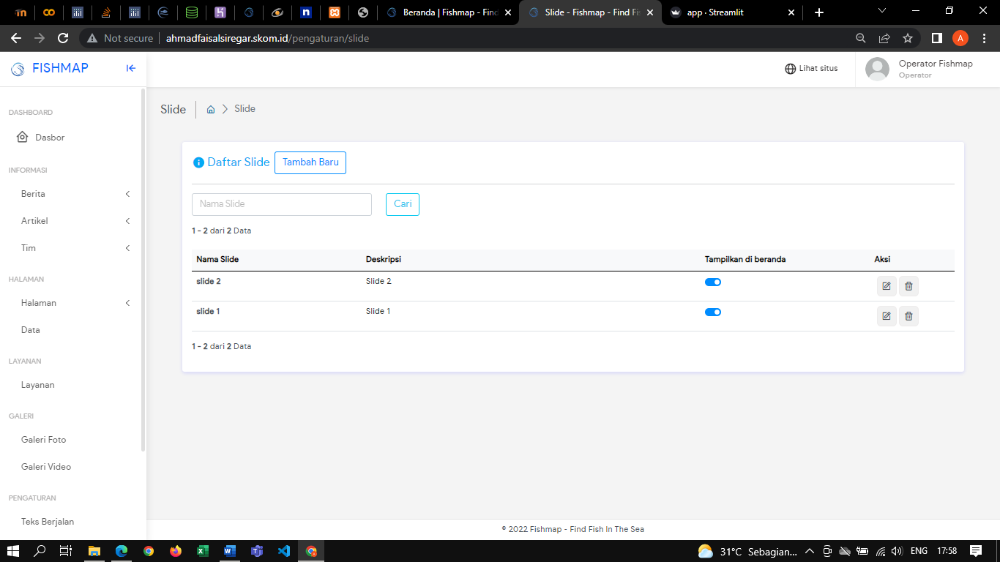 Beranda | Fishmap - Find
Slide - Fishmap - Find Fis
app · Streamlit
Not secure
ahmadfaisalsiregar.skom.id/pengaturan/slide
A
FISHMAP
Lihat situs
Operator Fishmap
Operator
Slide
Slide
DASHBOARD
Dasbor
INFORMASI
Berita
Artikel
Tim
HALAMAN
Halaman
Data
LAYANAN
Layanan
GALERI
Galeri Foto
Galeri Video
PENGATURAN
Teks Berjalan
Daftar Slide
Tambah Baru
Nama Slide
Cari
1 - 2 dari 2 Data
Nama Slide Deskripsi Tampilkan di beranda Aksi
slide 2 Slide 2
slide 1 Slide 1
1 - 2 dari 2 Data
© 2022 Fishmap - Find Fish In The Sea
31°C Sebagian...
ENG
17:58